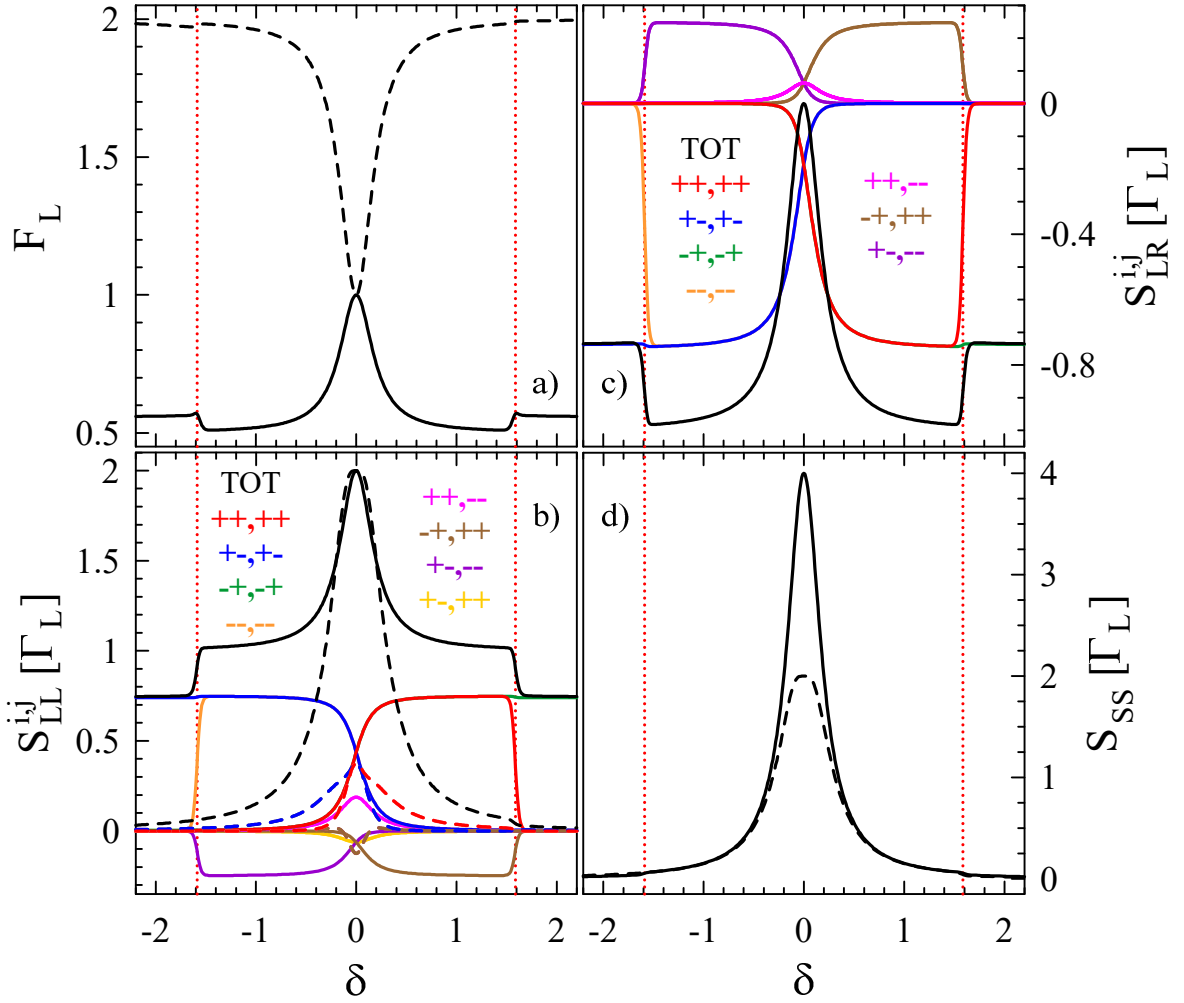 2
1.5
1
0.5
F_L
a)
0
-0.4
-0.8
S_{LR}^{i,j} [Γ_L]
TOT
++,++
+-,+-
-+,-+
--,--
++,--
-+,++
+-,--
c)
2
1.5
1
0.5
0
S_{LL}^{i,j} [Γ_L]
TOT
++,++
+-,+-
-+,-+
--,--
++,--
-+,++
+-,--
+-,++
b)
-2 -1 0 1 2
δ
d)
4
3
2
1
0
S_{SS} [Γ_L]
-2 -1 0 1 2
δ